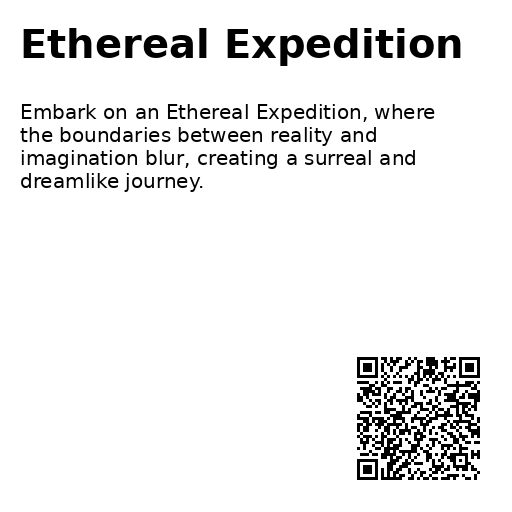 Ethereal Expedition
Embark on an Ethereal Expedition, where
the boundaries between reality and
imagination blur, creating a surreal and
dreamlike journey.